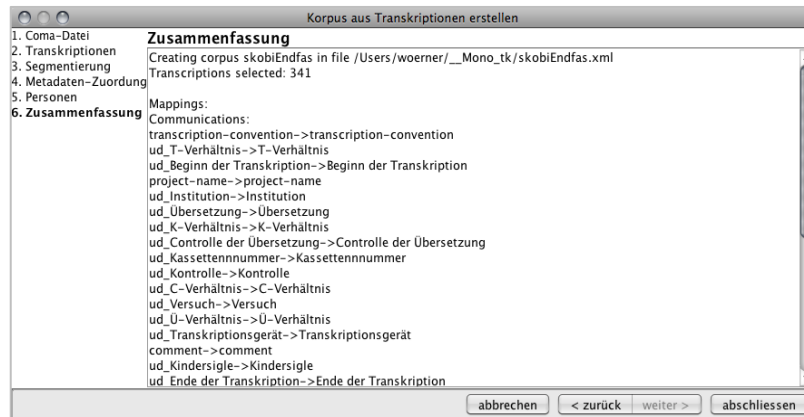 Korpus aus Transkriptionen erstellen
1. Coma-Datei
2. Transkriptionen
3. Segmentierung
4. Metadaten-Zuordung
5. Personen
6. Zusammenfassung
Zusammenfassung
Creating corpus skobiEndfas in file /Users/woerner/__Mono_tk/skobiEndfas.xml
Transcriptions selected: 341
Mappings:
Communications:
transcription-convention->transcription-convention
ud_T-Verhältnis->T-Verhältnis
ud_Beginn der Transkription->Beginn der Transkription
project-name->project-name
ud_Institution->Institution
ud_Übersetzung->Übersetzung
ud_K-Verhältnis->K-Verhältnis
ud_Controlle der Übersetzung->Controlle der Übersetzung
ud_Kassettennnummer->Kassettennnummer
ud_Kontrolle->Kontrolle
ud_C-Verhältnis->C-Verhältnis
ud_Versuch->Versuch
ud_Ü-Verhältnis->Ü-Verhältnis
ud_Transkriptionsgerät->Transkriptionsgerät
comment->comment
ud_Kindersigle->Kindersigle
ud_Ende der Transkription->Ende der Transkription
abbrechen < zurück weiter > abschliessen